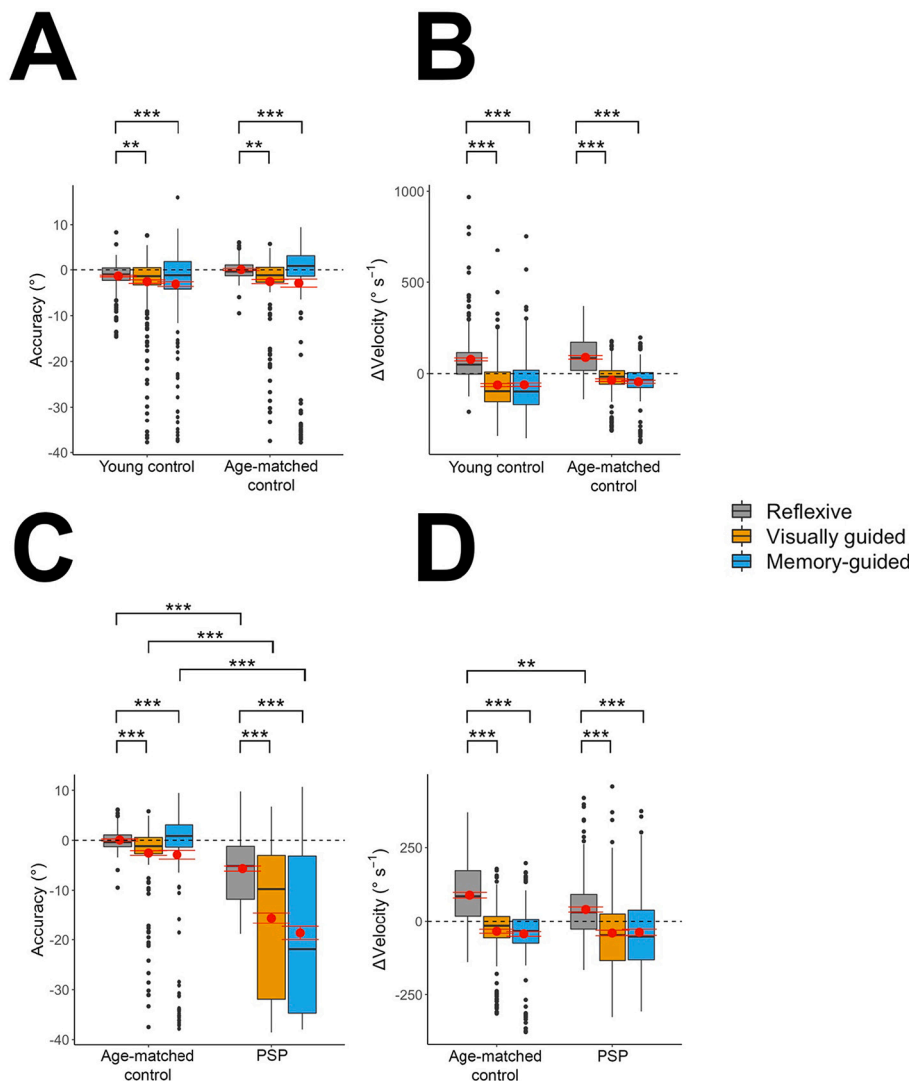 A
B
***
**
***
**
***
***
***
***
10
0
-10
-20
-30
-40
Accuracy (°)
Young control
Age-matched
control
1000
500
0
ΔVelocity (° s⁻¹)
Young control
Age-matched
control
Reflexive
Visually guided
Memory-guided
C
D
***
***
***
***
***
***
***
10
0
-10
-20
-30
-40
Accuracy (°)
Age-matched
control
PSP
**
***
***
***
***
250
0
-250
ΔVelocity (° s⁻¹)
Age-matched
control
PSP